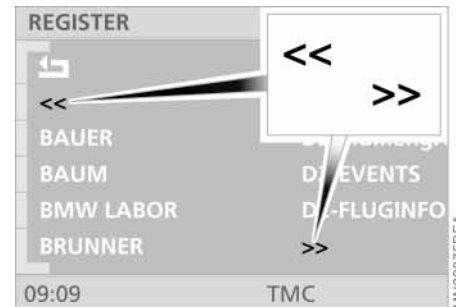 REGISTER
<<
>>
<<
BAUER
BAUM
EVENTS
BMW LABOR
-FLUGINFO
BRUNNER
>>
09:09
TMC